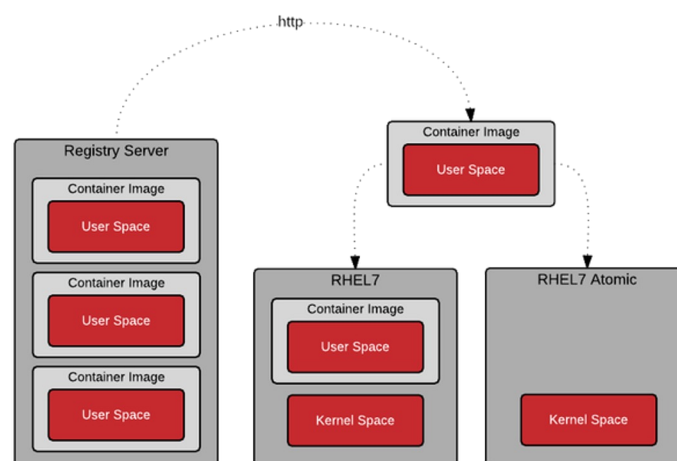 http
Registry Server
Container Image
User Space
Container Image
User Space
Container Image
User Space
Container Image
User Space
RHEL7
Container Image
User Space
Kernel Space
RHEL7 Atomic
Kernel Space